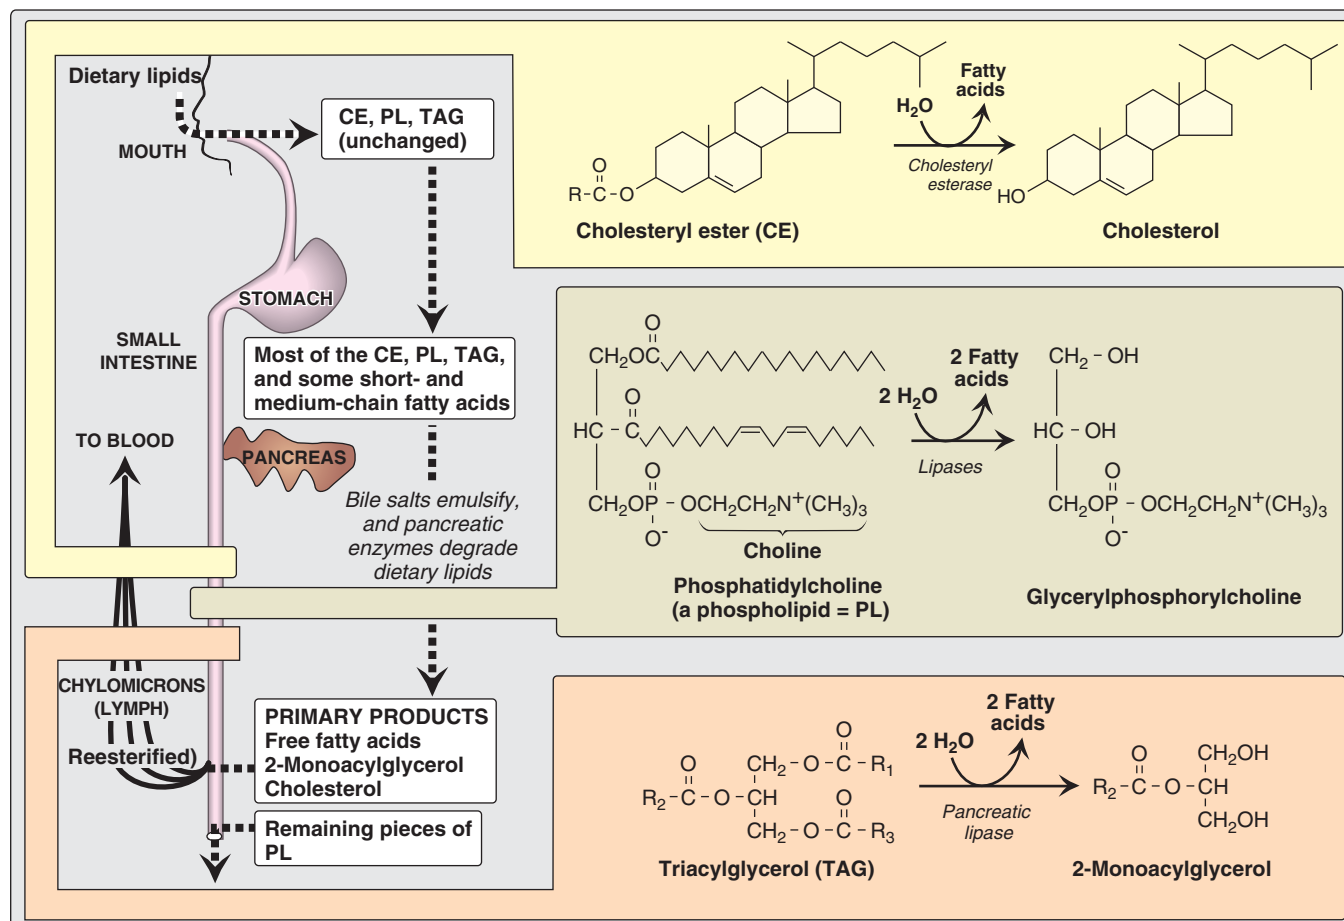 Dietary lipids
MOUTH
CE, PL, TAG
(unchanged)
STOMACH
SMALL
INTESTINE
Most of the CE, PL, TAG,
and some short- and
medium-chain fatty acids
TO BLOOD
PANCREAS
Bile salts emulsify,
and pancreatic
enzymes degrade
dietary lipids
CHYLOMICRONS
(LYMPH)
Reesterified)
PRIMARY PRODUCTS
Free fatty acids
2-Monoacylglycerol
Cholesterol
Remaining pieces of
PL
O
R-C-O
Cholesteryl ester (CE)
H₂O
Fatty
acids
Cholesteryl
esterase
HO
Cholesterol
O
CH₂OC
O
HC - C
O
CH₂OP - OCH₂CH₂N⁺(CH₃)₃
O⁻
Choline
Phosphatidylcholine
(a phospholipid = PL)
2 H₂O
2 Fatty
acids
Lipases
CH₂ - OH
HC - OH
O
CH₂OP - OCH₂CH₂N⁺(CH₃)₃
O⁻
Glycerylphosphorylcholine
O
CH₂-O-C-R₁
O
R₂-C-O-CH
O
CH₂-O-C-R₃
Triacylglycerol (TAG)
2 H₂O
2 Fatty
acids
Pancreatic
lipase
CH₂OH
O
R₂-C-O-CH
CH₂OH
2-Monoacylglycerol